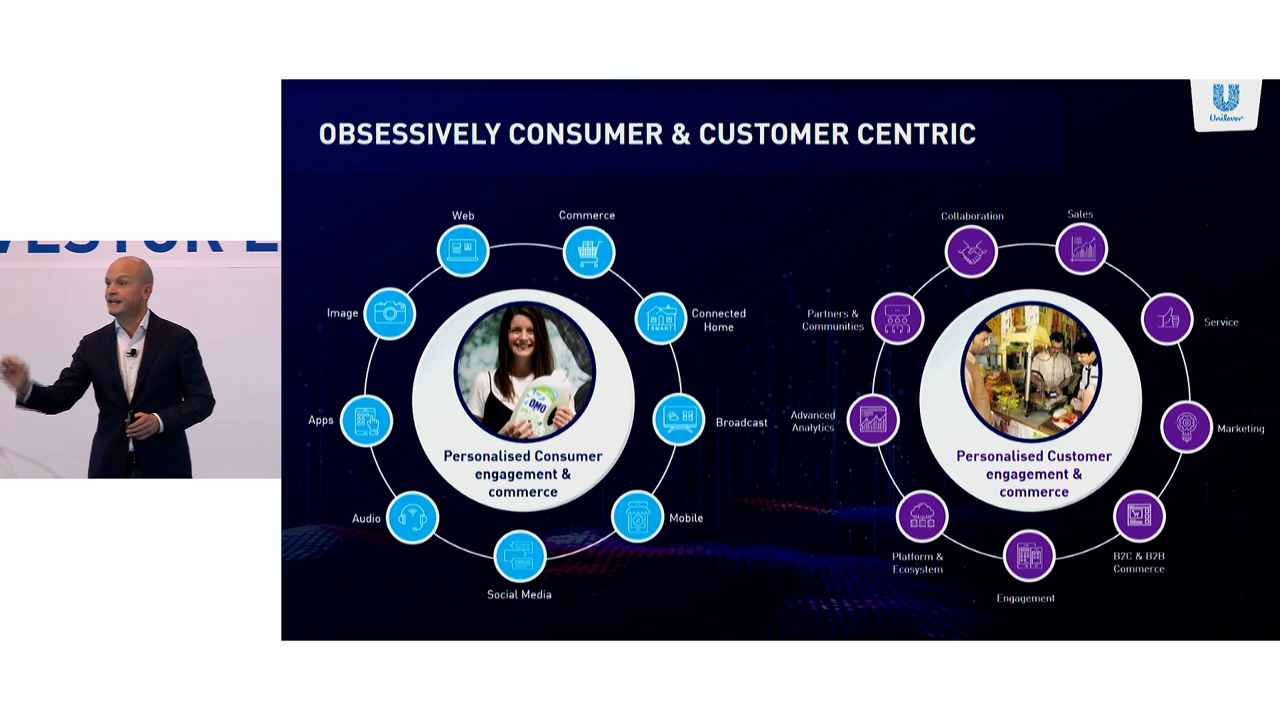 OBSESSIVELY CONSUMER & CUSTOMER CENTRIC
Unilever
Web
Commerce
Image
Connected
Home
Apps
Broadcast
Audio
Mobile
Social Media
SMART
OMO
Personalised Consumer
engagement &
commerce
Collaboration
Sales
Partners &
Communities
Service
Advanced
Analytics
Marketing
Platform &
Ecosystem
B2C & B2B
Commerce
Engagement
Personalised Customer
engagement &
commerce